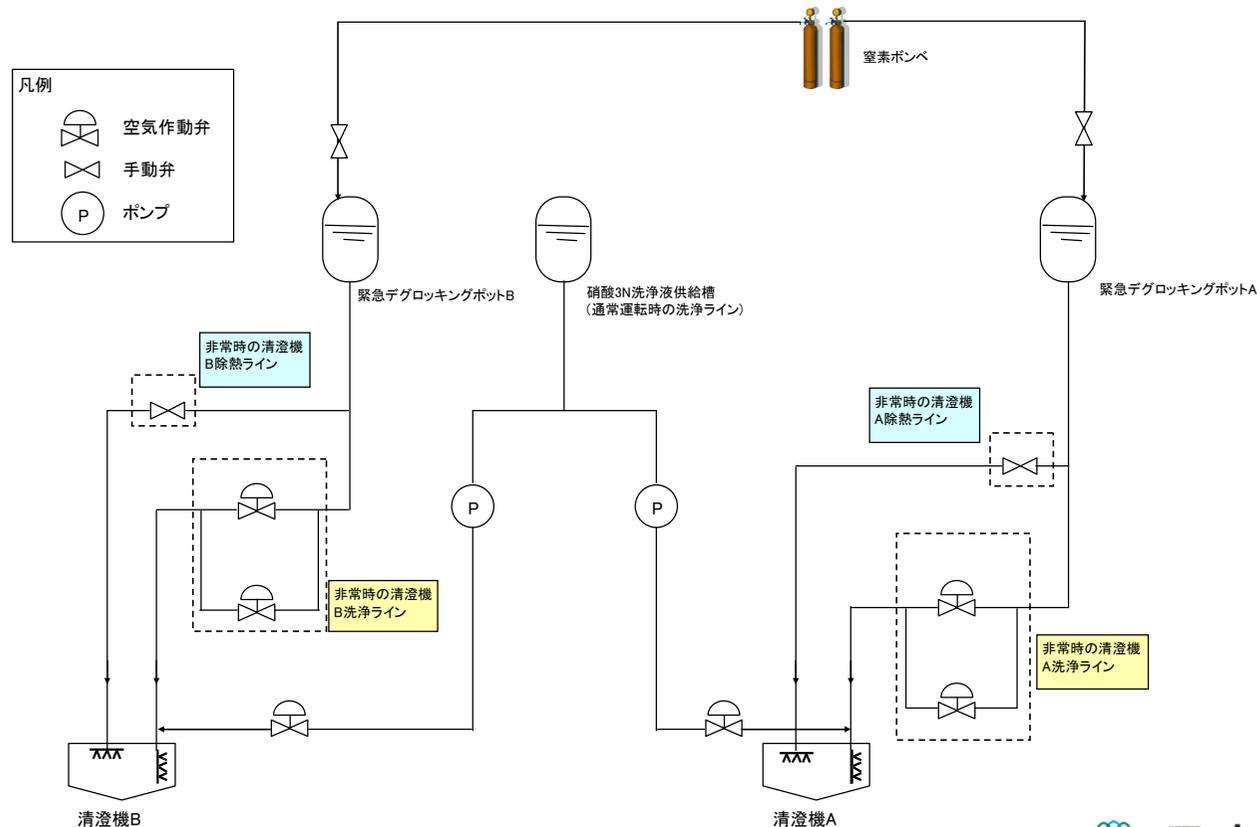 窒素ボンベ
凡例
空気作動弁
手動弁
P
ポンプ
緊急デグロッキングポットB
硝酸3N洗浄液供給槽
（通常運転時の洗浄ライン）
緊急デグロッキングポットA
非常時の清澄機
B除熱ライン
非常時の清澄機
A除熱ライン
P
P
非常時の清澄機
B洗浄ライン
非常時の清澄機
A洗浄ライン
清澄機B
清澄機A